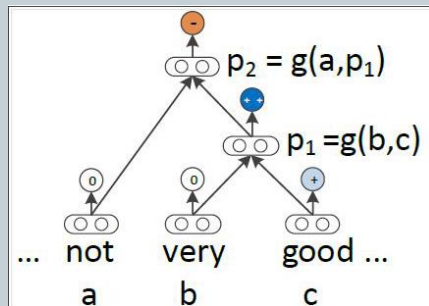 -
p₂ = g(a,p₁)
+ +
p₁ =g(b,c)
0 0 +
... not very good ...
a b c